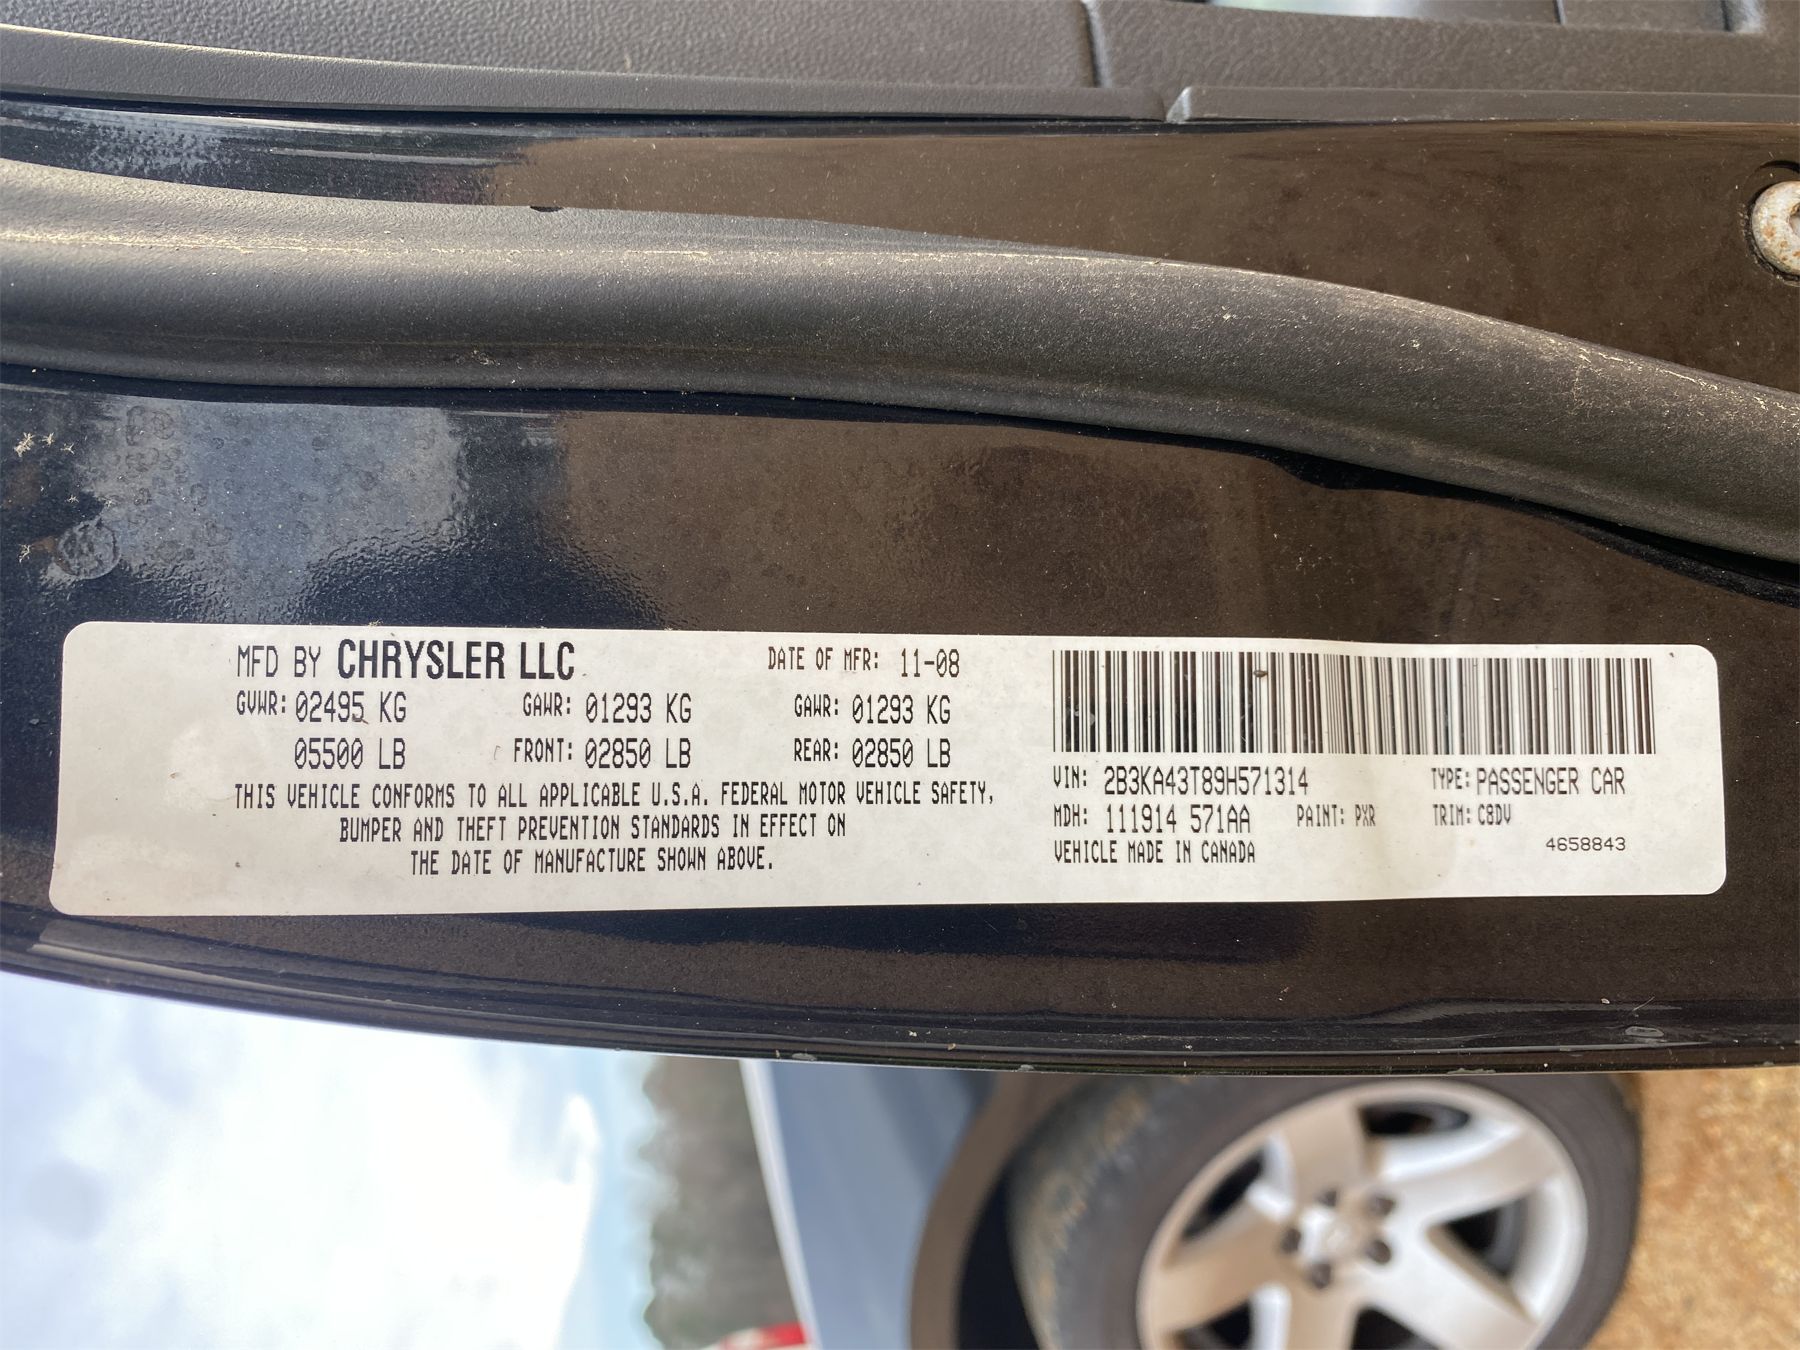 MFD BY CHRYSLER LLC DATE OF MFR: 11-08
GVWR: 02495 KG GAWR: 01293 KG GAWR: 01293 KG
05500 LB FRONT: 02850 LB REAR: 02850 LB
THIS VEHICLE CONFORMS TO ALL APPLICABLE U.S.A. FEDERAL MOTOR VEHICLE SAFETY,
BUMPER AND THEFT PREVENTION STANDARDS IN EFFECT ON
THE DATE OF MANUFACTURE SHOWN ABOVE.
VIN: 2B3KA43T89H571314 TYPE: PASSENGER CAR
MDH: 111914 571AA PAINT: PXR TRIM: C8DV
VEHICLE MADE IN CANADA 4658843